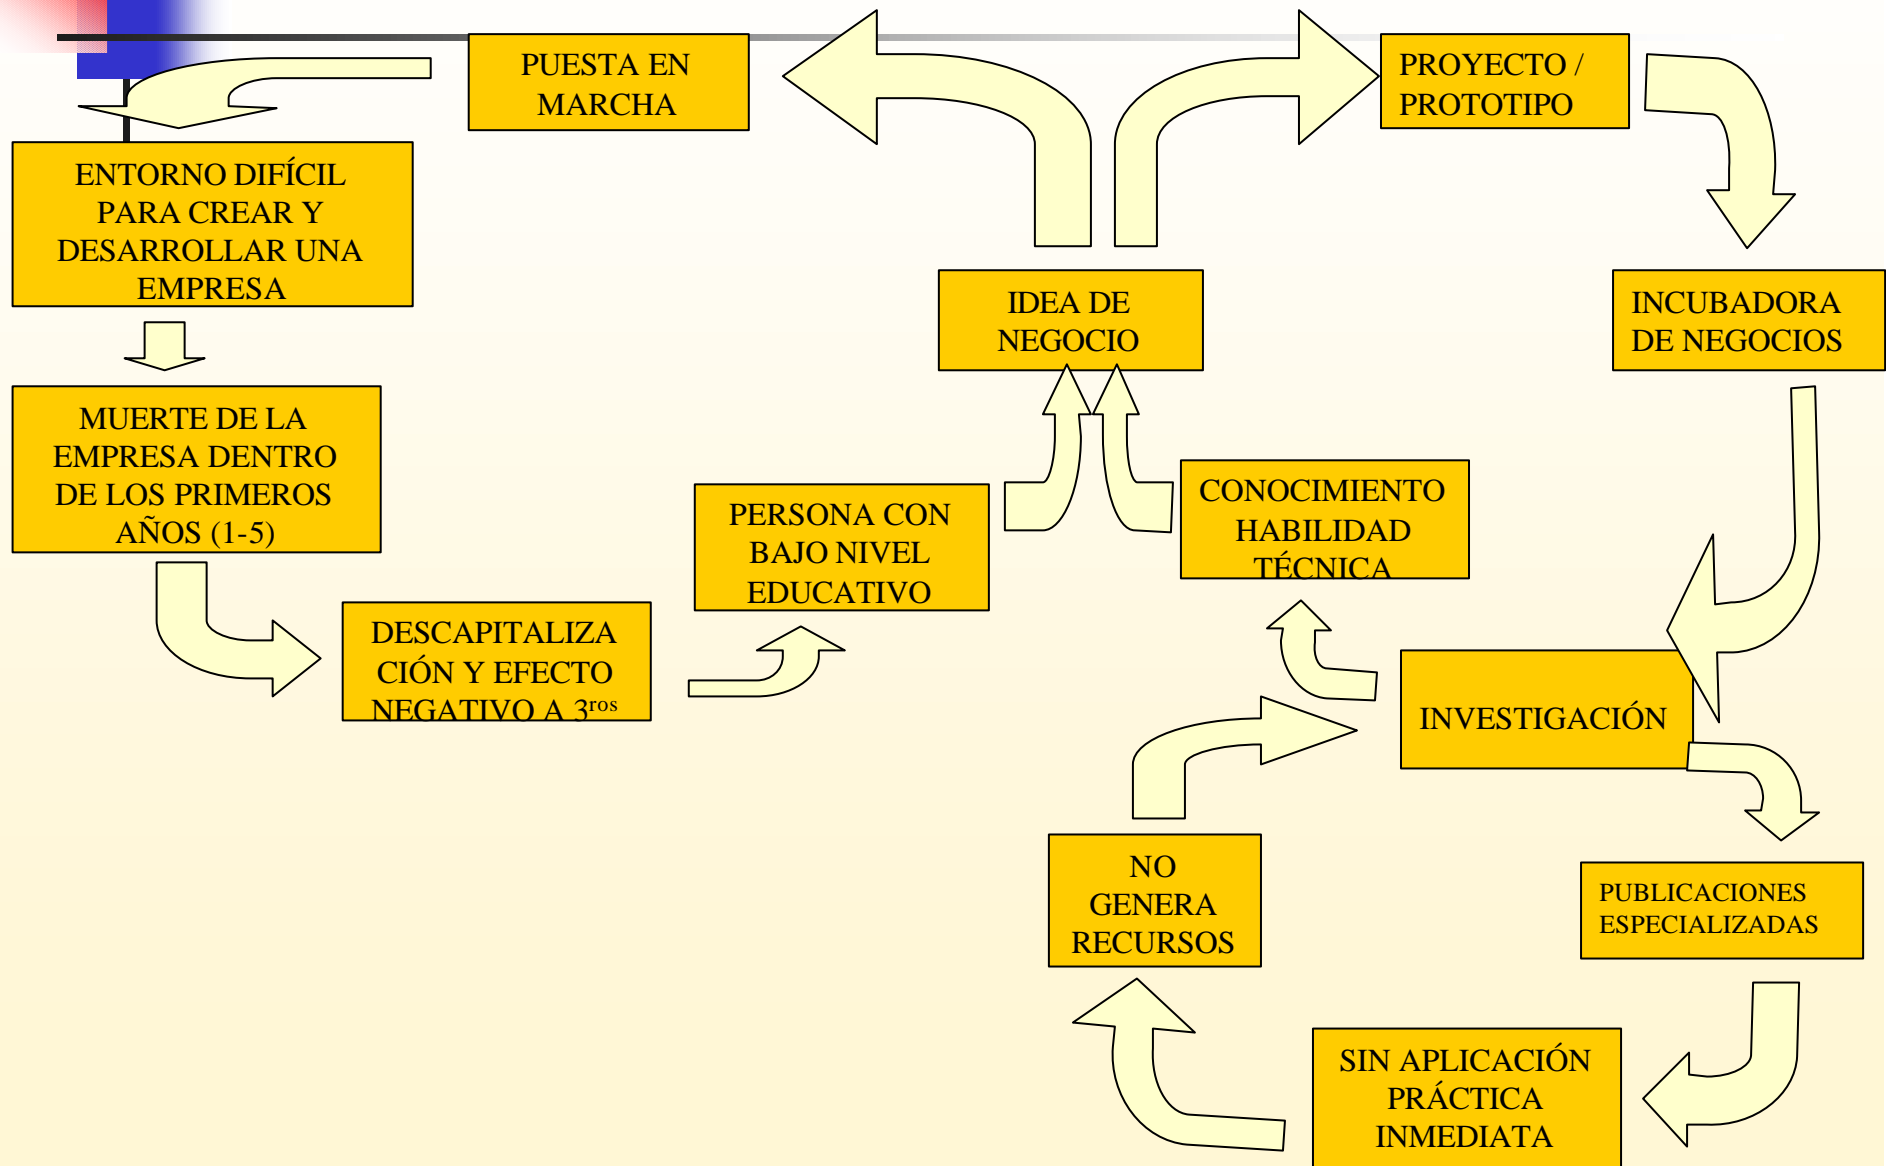 PUESTA EN
MARCHA
PROYECTO /
PROTOTIPO
ENTORNO DIFÍCIL
PARA CREAR Y
DESARROLLAR UNA
EMPRESA
IDEA DE
NEGOCIO
INCUBADORA
DE NEGOCIOS
MUERTE DE LA
EMPRESA DENTRO
DE LOS PRIMEROS
AÑOS (1-5)
PERSONA CON
BAJO NIVEL
EDUCATIVO
CONOCIMIENTO
HABILIDAD
TÉCNICA
DESCAPITALIZA
CIÓN Y EFECTO
NEGATIVO A 3ros
INVESTIGACIÓN
NO
GENERA
RECURSOS
PUBLICACIONES
ESPECIALIZADAS
SIN APLICACIÓN
PRÁCTICA
INMEDIATA